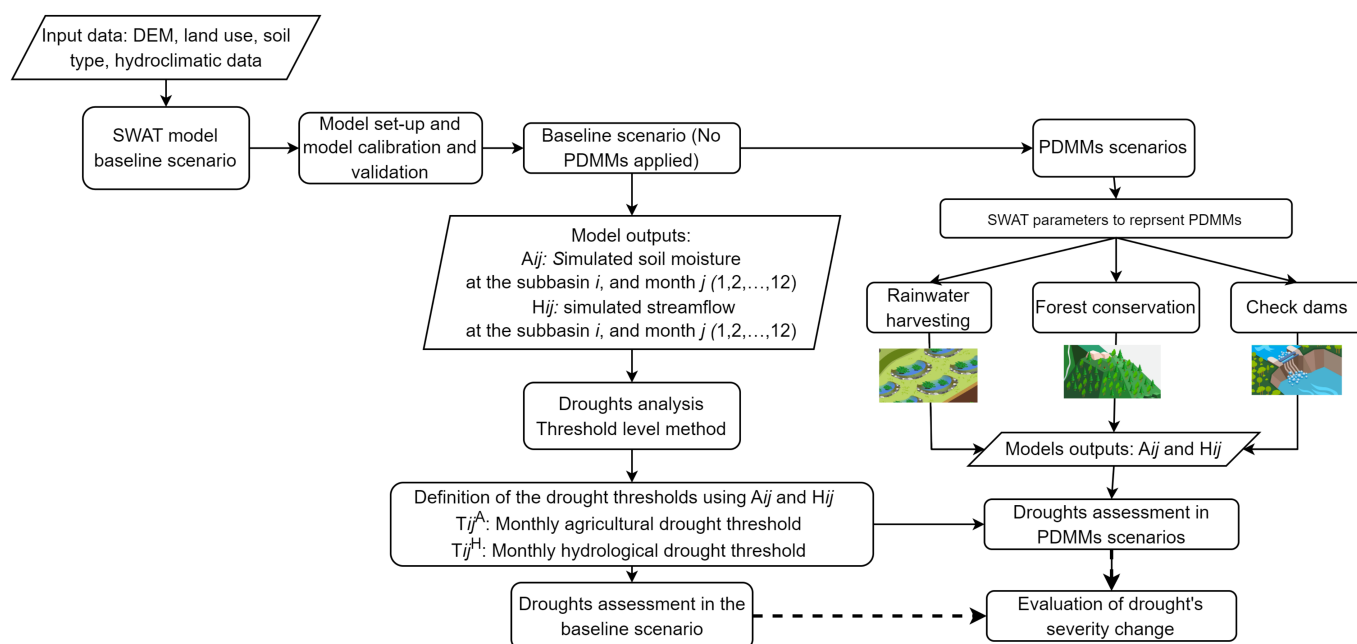 Input data: DEM, land use, soil
type, hydroclimatic data
SWAT model
baseline scenario
Model set-up and
model calibration and
validation
Baseline scenario (No
PDMMs applied)
PDMMs scenarios
SWAT parameters to reprsent PDMMs
Model outputs:
Aij: Simulated soil moisture
at the subbasin i, and month j (1,2,…,12)
Hij: simulated streamflow
at the subbasin i, and month j (1,2,…,12)
Rainwater
harvesting
Forest conservation
Check dams
Droughts analysis
Threshold level method
Models outputs: Aij and Hij
Definition of the drought thresholds using Aij and Hij
Tij^A: Monthly agricultural drought threshold
Tij^H: Monthly hydrological drought threshold
Droughts assessment in
PDMMs scenarios
Droughts assessment in the
baseline scenario
Evaluation of drought's
severity change